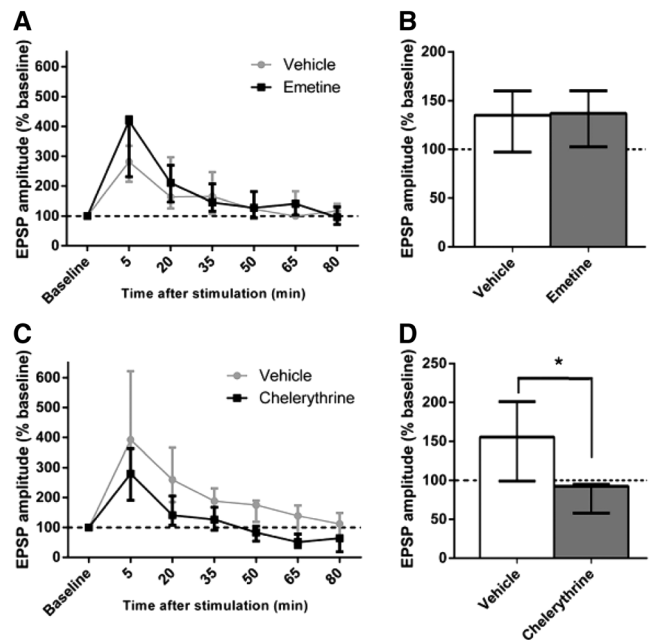 A
EPSP amplitude (% baseline)
600
500
400
300
200
100
0
Vehicle
Emetine
Baseline
5
20
35
50
65
80
Time after stimulation (min)
B
EPSP amplitude (% baseline)
200
150
100
50
0
Vehicle
Emetine
C
EPSP amplitude (% baseline)
600
500
400
300
200
100
0
Vehicle
Chelerythrine
Baseline
5
20
35
50
65
80
Time after stimulation (min)
D
EPSP amplitude (% baseline)
250
200
150
100
50
0
*
Vehicle
Chelerythrine